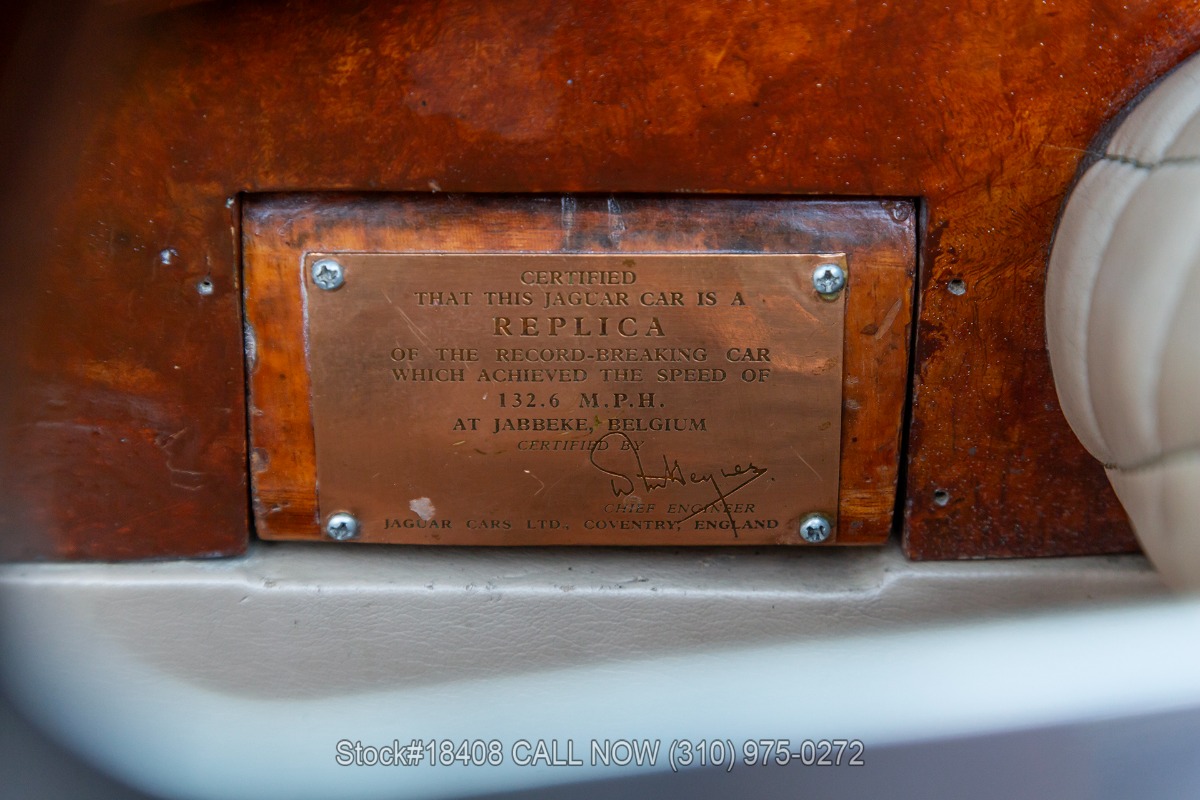 CERTIFIED
THAT THIS JAGUAR CAR IS A
REPLICA
OF THE RECORD-BREAKING CAR
WHICH ACHIEVED THE SPEED OF
132.6 M.P.H.
AT JABBEKE, BELGIUM
CERTIFIED BY
W M Heynes.
CHIEF ENGINEER
JAGUAR CARS LTD., COVENTRY, ENGLAND
Stock#18408 CALL NOW (310) 975-0272